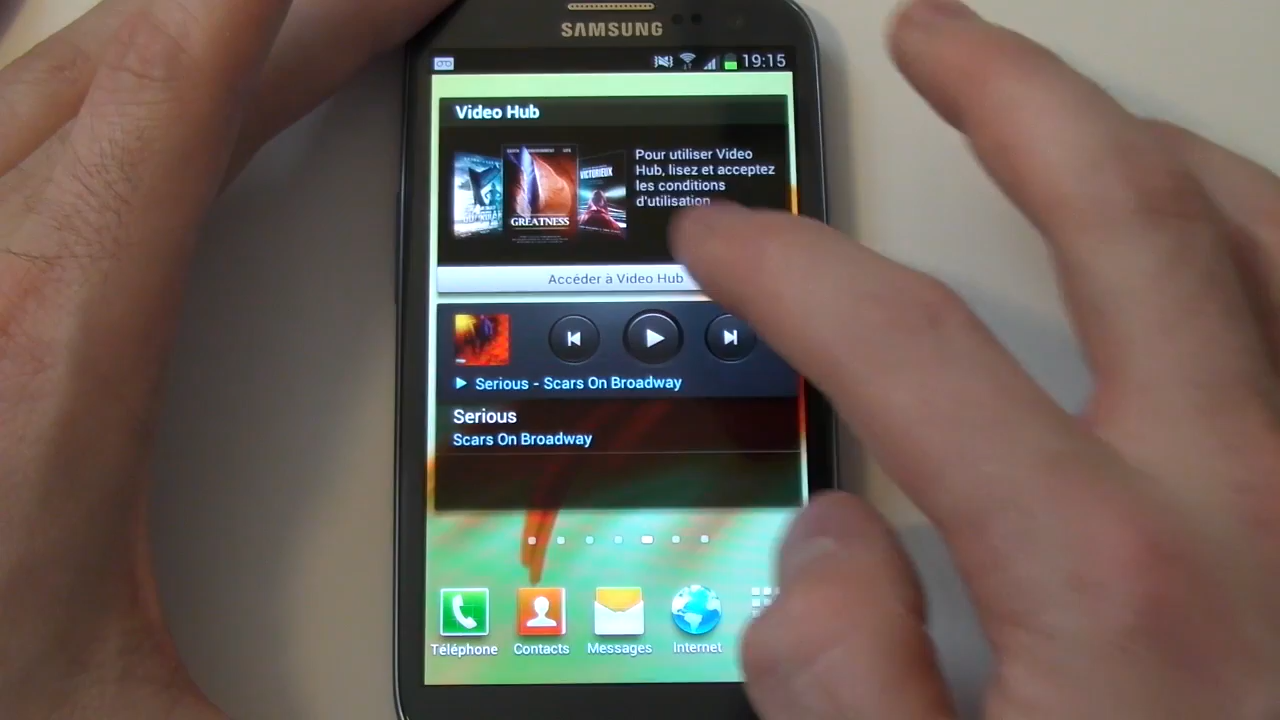 SAMSUNG
19:15
Video Hub
VICTORIEUX
GREATNESS
Pour utiliser Video
Hub, lisez et acceptez
les conditions
d'utilisation
Accéder à Video Hub
Serious - Scars On Broadway
Serious
Scars On Broadway
Téléphone
Contacts
Messages
Internet